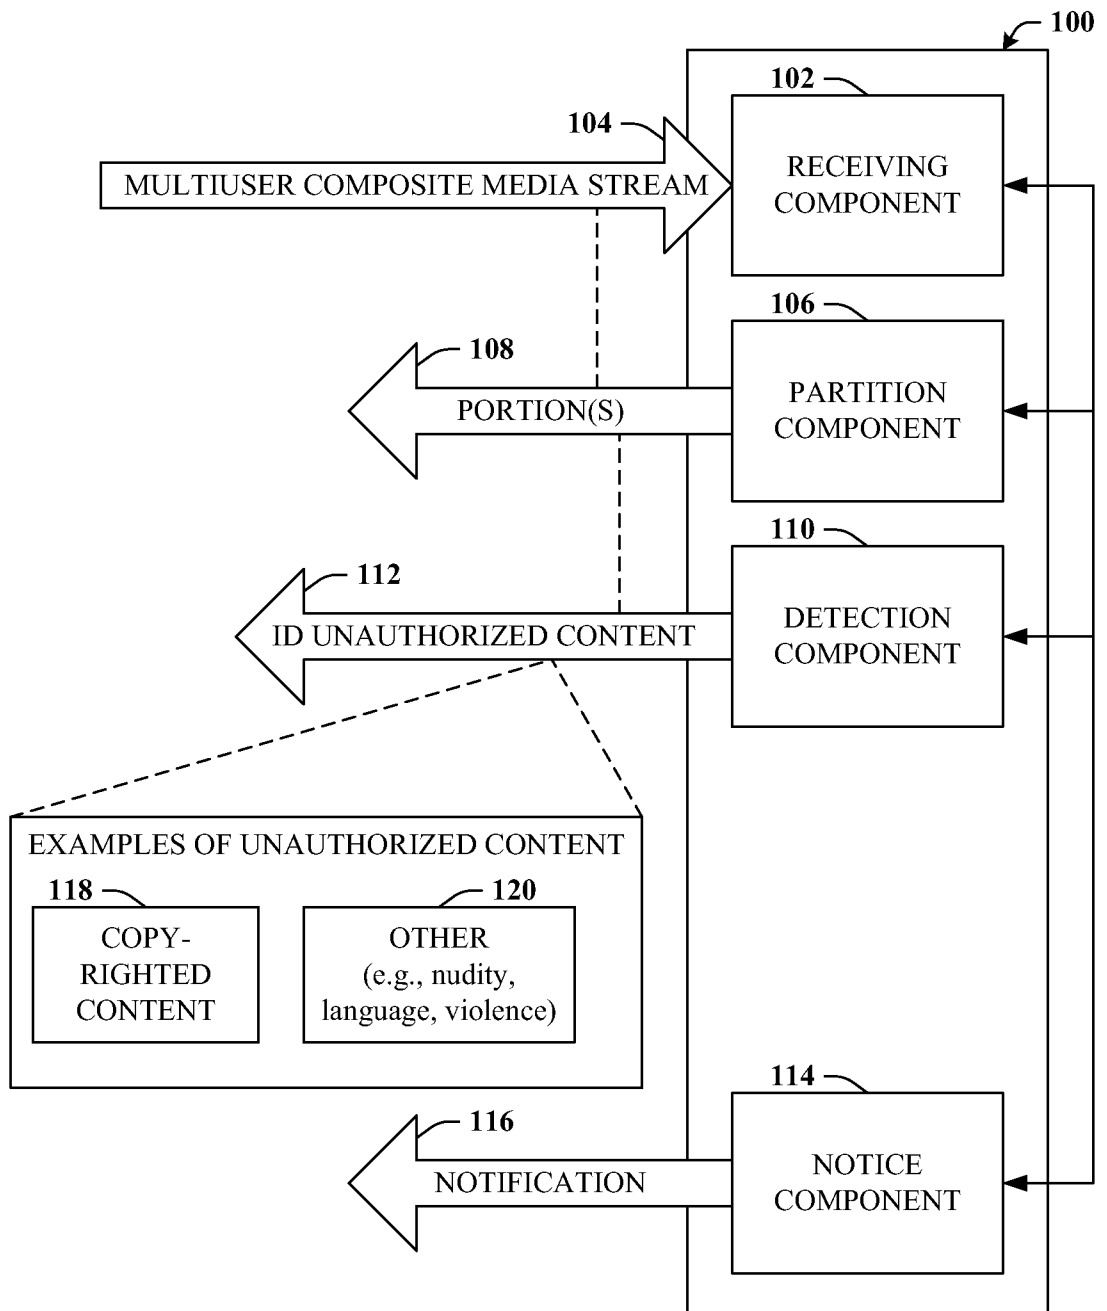 100
102
104
RECEIVING
COMPONENT
MULTIUSER COMPOSITE MEDIA STREAM
106
108
PARTITION
COMPONENT
PORTION(S)
110
112
DETECTION
COMPONENT
ID UNAUTHORIZED CONTENT
EXAMPLES OF UNAUTHORIZED CONTENT
118
COPY-
RIGHTED
CONTENT
120
OTHER
(e.g., nudity,
language, violence)
114
116
NOTICE
COMPONENT
NOTIFICATION